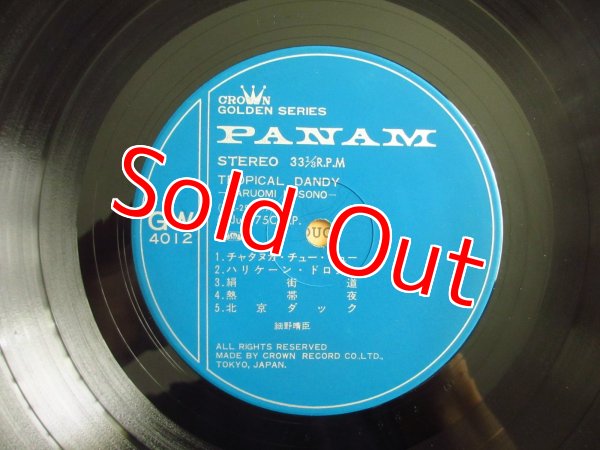 CROWN
GOLDEN SERIES
PANAM
STEREO 33⅓R.P.M
TROPICAL DANDY
GW
4012
1.チャタヌガ・チュー・
2.ハリケーン・ドロ
3.絹街道
4.熱帯夜
5.北京ダック
細野晴臣
ALL RIGHTS RESERVED
MADE BY CROWN RECORD CO.,LTD.,
TOKYO, JAPAN.
Sold Out